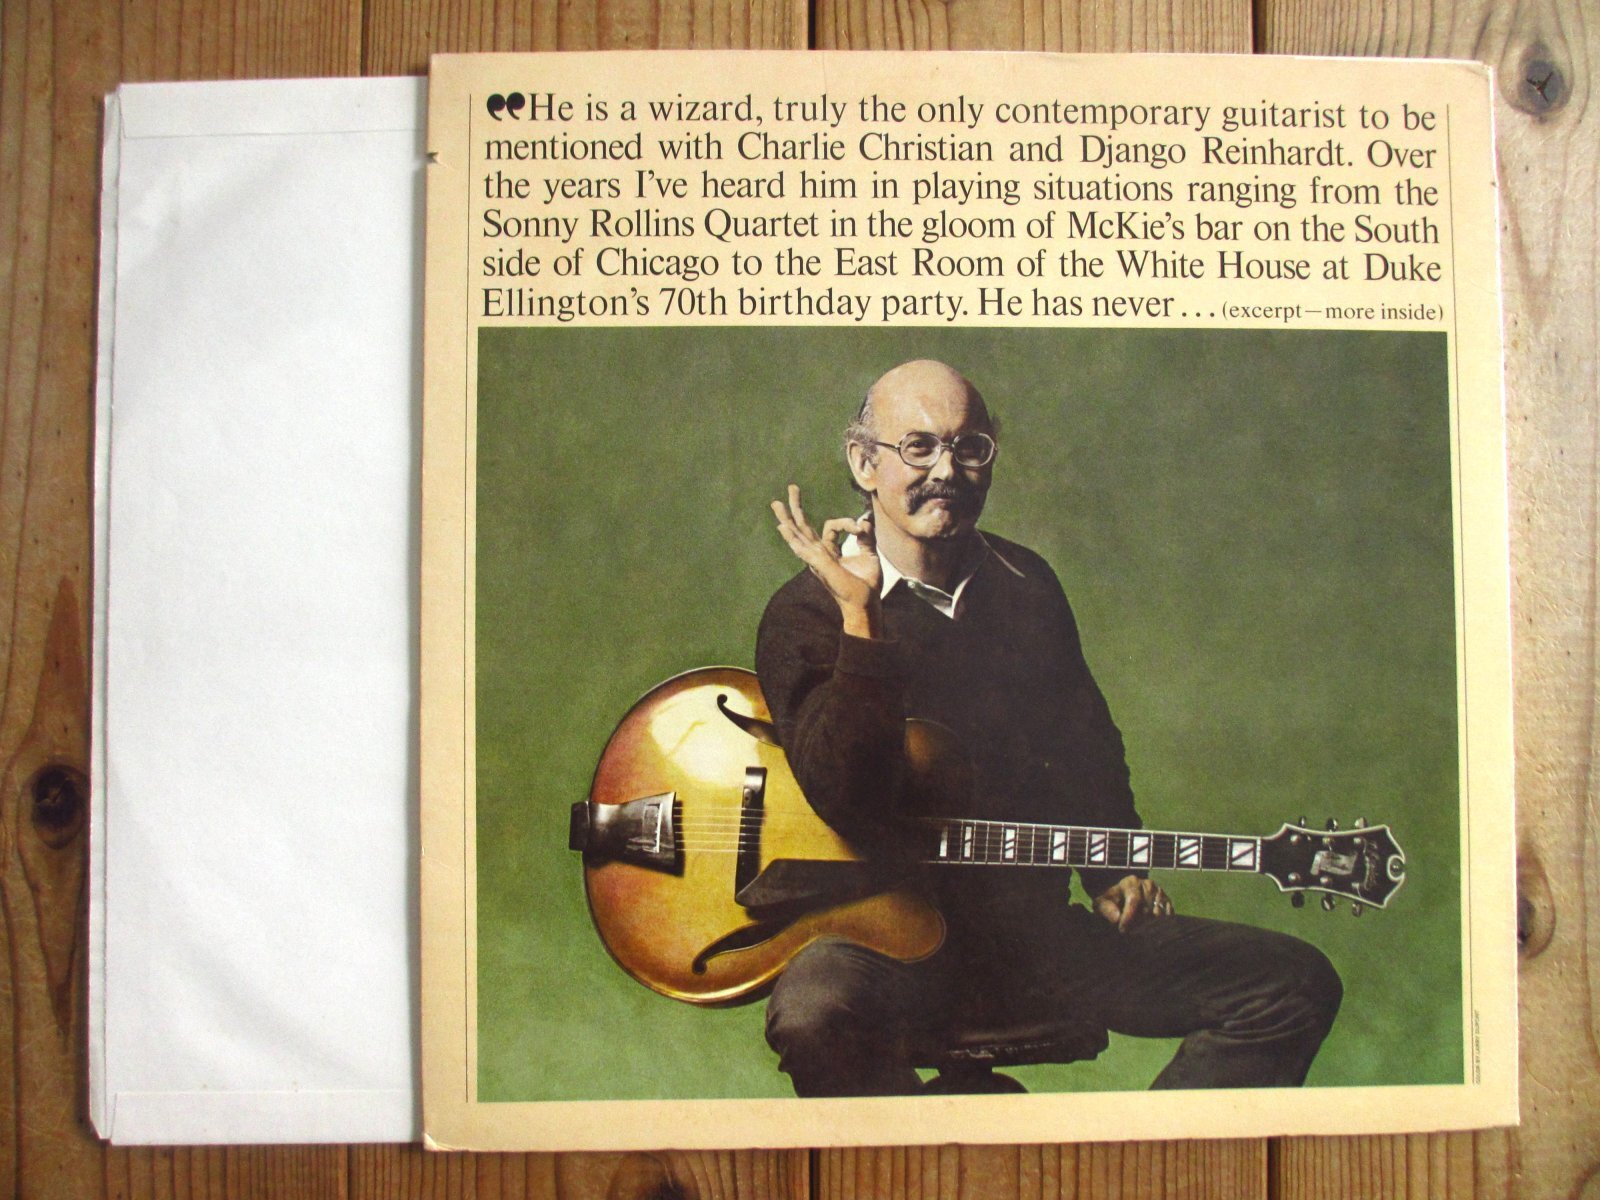 ❝He is a wizard, truly the only contemporary guitarist to be
mentioned with Charlie Christian and Django Reinhardt. Over
the years I've heard him in playing situations ranging from the
Sonny Rollins Quartet in the gloom of McKie's bar on the South
side of Chicago to the East Room of the White House at Duke
Ellington's 70th birthday party. He has never... (excerpt—more inside)